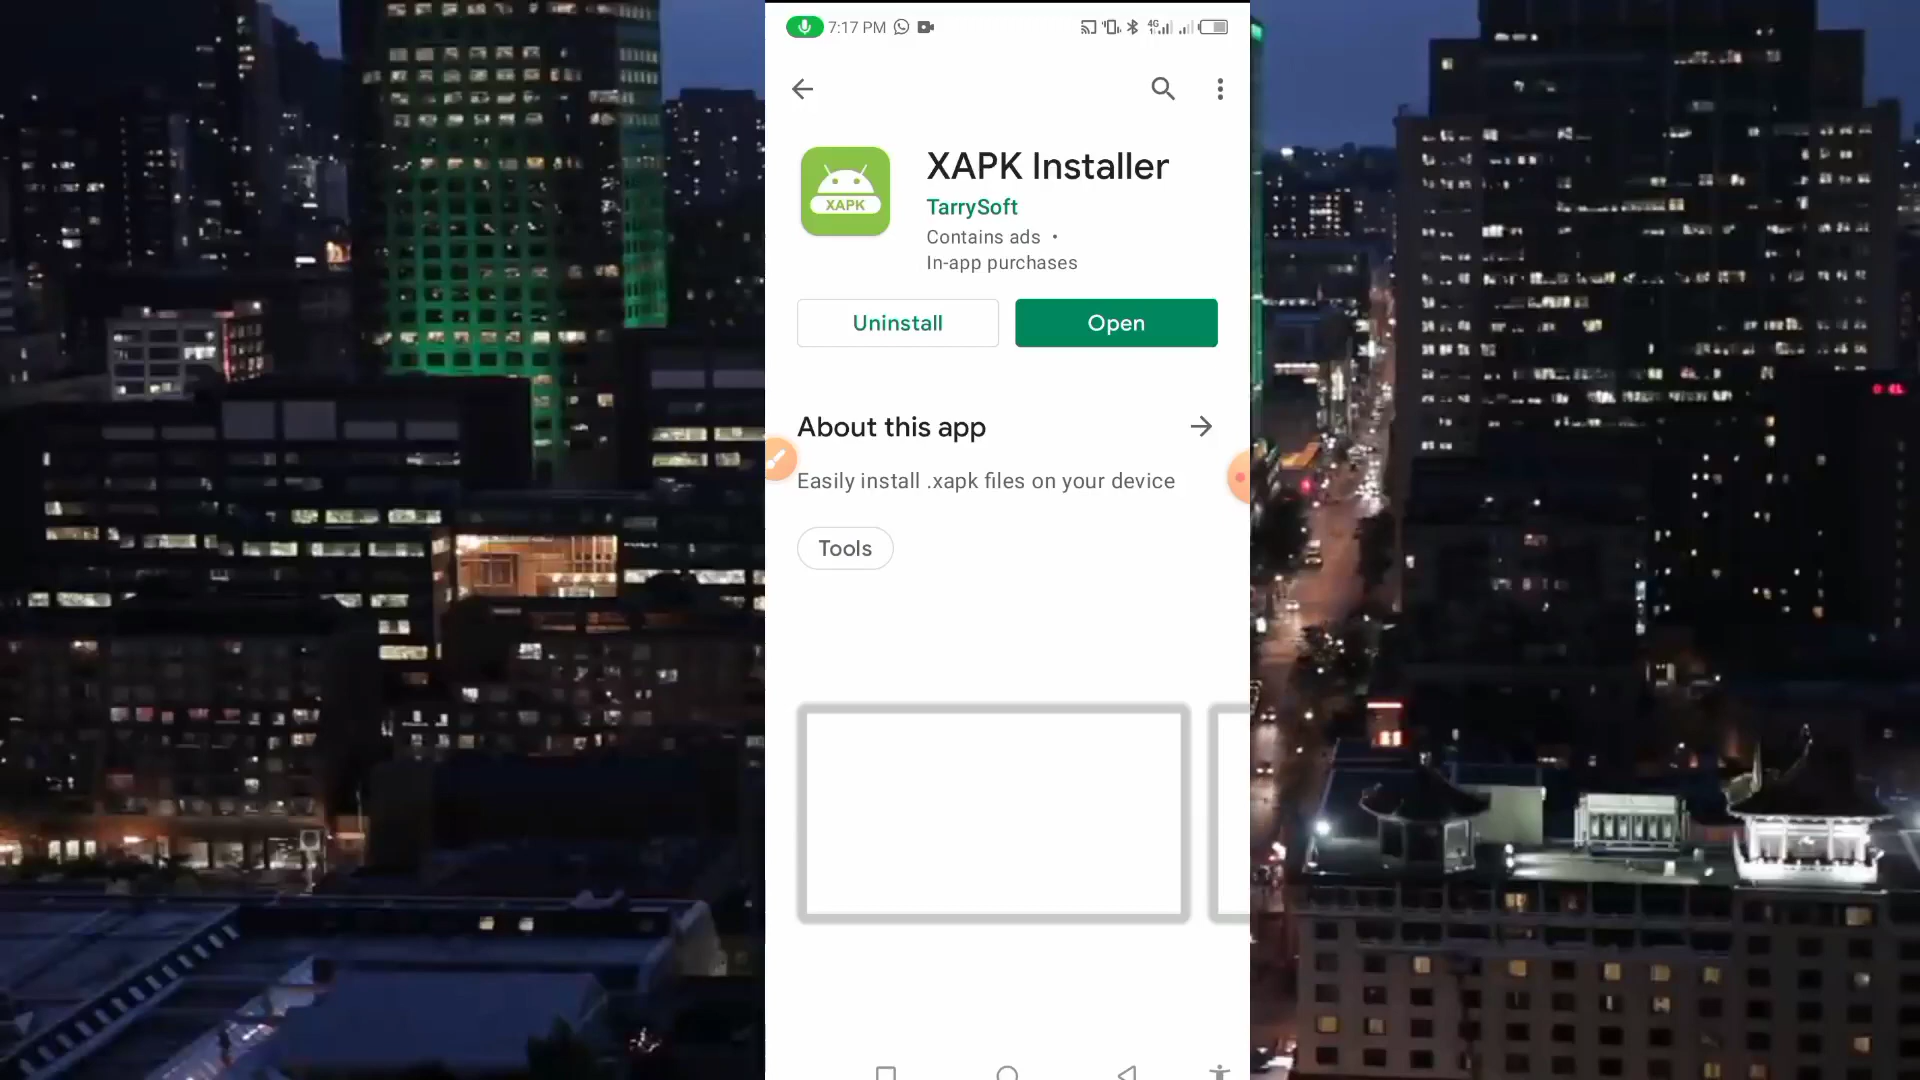 7:17 PM
4G
XAPK Installer
XAPK
TarrySoft
Contains ads •
In-app purchases
Uninstall
Open
About this app
Easily install .xapk files on your device
Tools